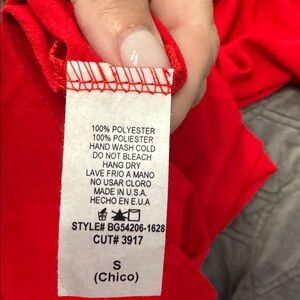 100% POLYESTER
100% POLIESTER
HAND WASH COLD
DO NOT BLEACH
HANG DRY
LAVE FRIO A MANO
NO USAR CLORO
MADE IN U.S.A.
HECHO EN E.U.A
STYLE# BG54206-1628
CUT# 3917
S
(Chico)